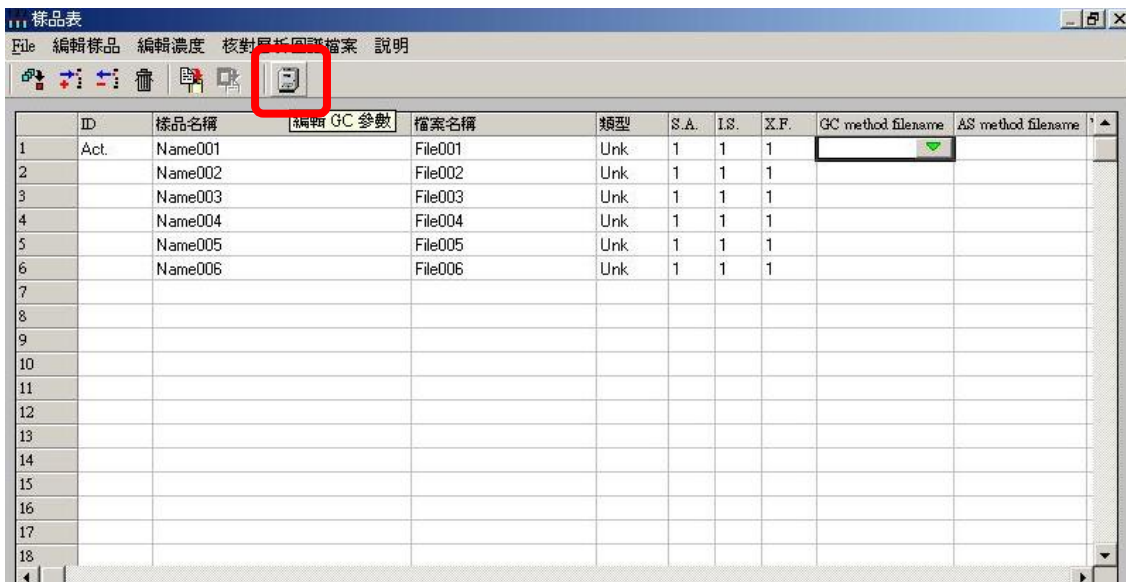 樣品表
File 編輯樣品 編輯濃度 核對層析圖譜檔案 說明
編輯 GC 參數
ID 樣品名稱 檔案名稱 類型 S.A. I.S. X.F. GC method filename AS method filename
1 Act. Name001 File001 Unk 1 1 1
2 Name002 File002 Unk 1 1 1
3 Name003 File003 Unk 1 1 1
4 Name004 File004 Unk 1 1 1
5 Name005 File005 Unk 1 1 1
6 Name006 File006 Unk 1 1 1
7
8
9
10
11
12
13
14
15
16
17
18